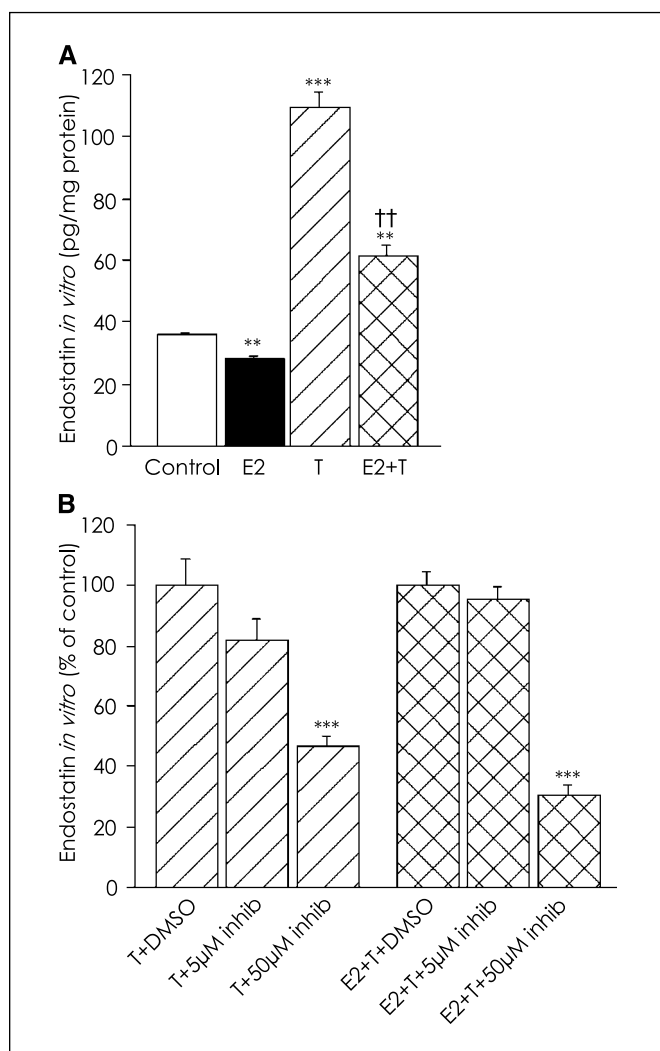 A
Endostatin in vitro (pg/mg protein)
120
100
80
60
40
20
0
***
††
**
**
Control E2 T E2+T
B
Endostatin in vitro (% of control)
120
100
80
60
40
20
0
***
***
T+DMSO
T+5µM inhib
T+50µM inhib
E2+T+DMSO
E2+T+5µM inhib
E2+T+50µM inhib